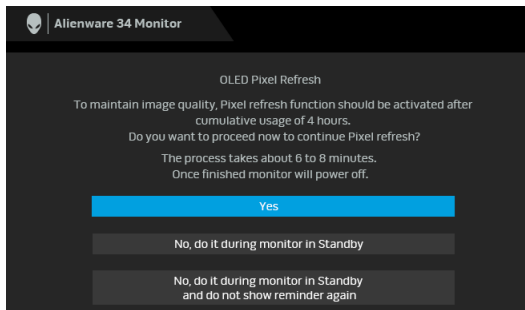 Alienware 34 Monitor
OLED Pixel Refresh
To maintain image quality, Pixel refresh function should be activated after
cumulative usage of 4 hours.
Do you want to proceed now to continue Pixel refresh?
The process takes about 6 to 8 minutes.
Once finished monitor will power off.
Yes
No, do it during monitor in Standby
No, do it during monitor in Standby
and do not show reminder again